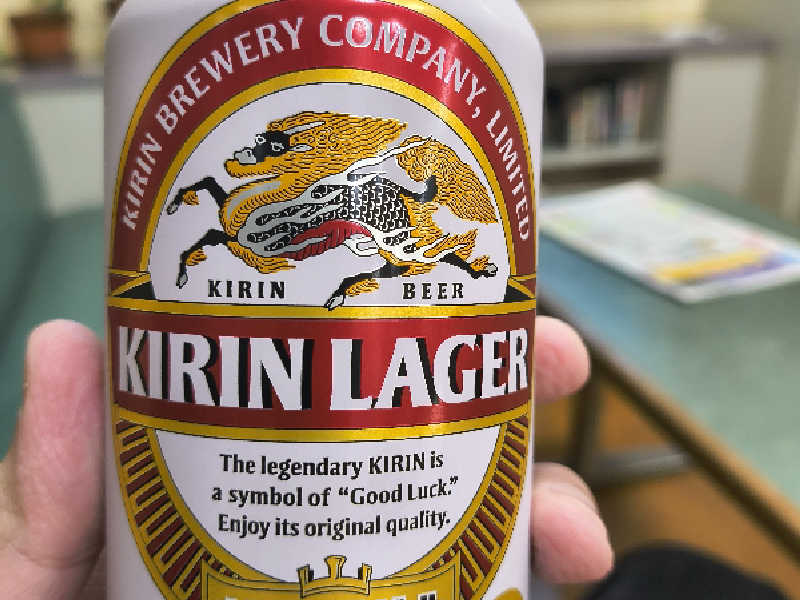 KIRIN BREWERY COMPANY, LIMITED
KIRIN BEER
KIRIN LAGER
The legendary KIRIN is
a symbol of “Good Luck.”
Enjoy its original quality.